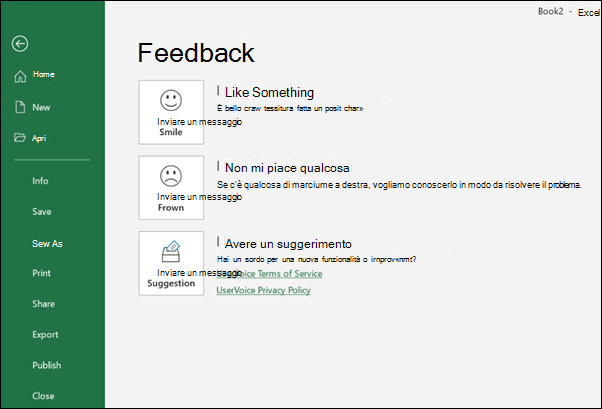 Book2 - Excel
Home
New
Apri
Info
Save
Sew As
Print
Share
Export
Publish
Close
Feedback
Inviare un messaggio
Smile
I Like Something
È bello craw tessitura fatta un posit char»
Inviare un messaggio
Frown
I Non mi piace qualcosa
Se c'è qualcosa di marciume a destra, vogliamo conoscerlo in modo da risolvere il problema.
Inviare un messaggio
Suggestion
I Avere un suggerimento
Hai un sordo per una nuova funzionalità o irnprov«nmt?
UserVoice Terms of Service
UserVoice Privacy Policy